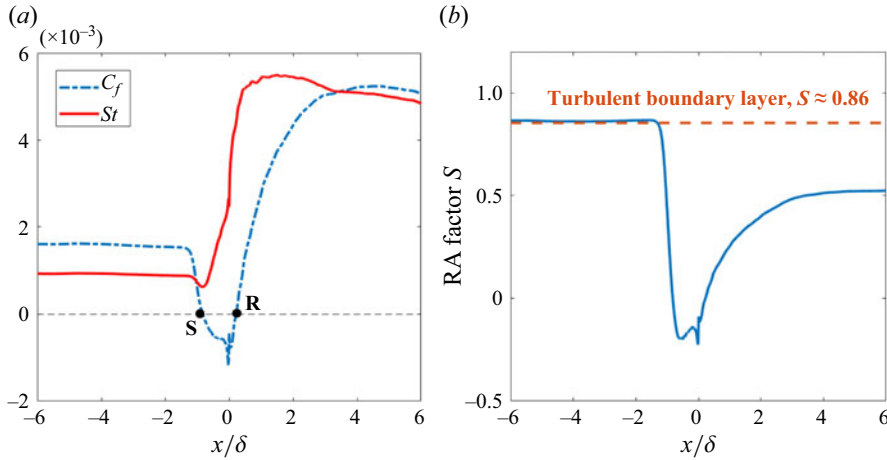 (a)
(×10⁻³)
6
4
2
0
−2
C_f
St
S
R
−6
−4
−2
0
2
4
6
x/δ
(b)
1.0
0.5
0
−0.5
RA factor S
Turbulent boundary layer, S ≈ 0.86
−6
−4
−2
0
2
4
6
x/δ